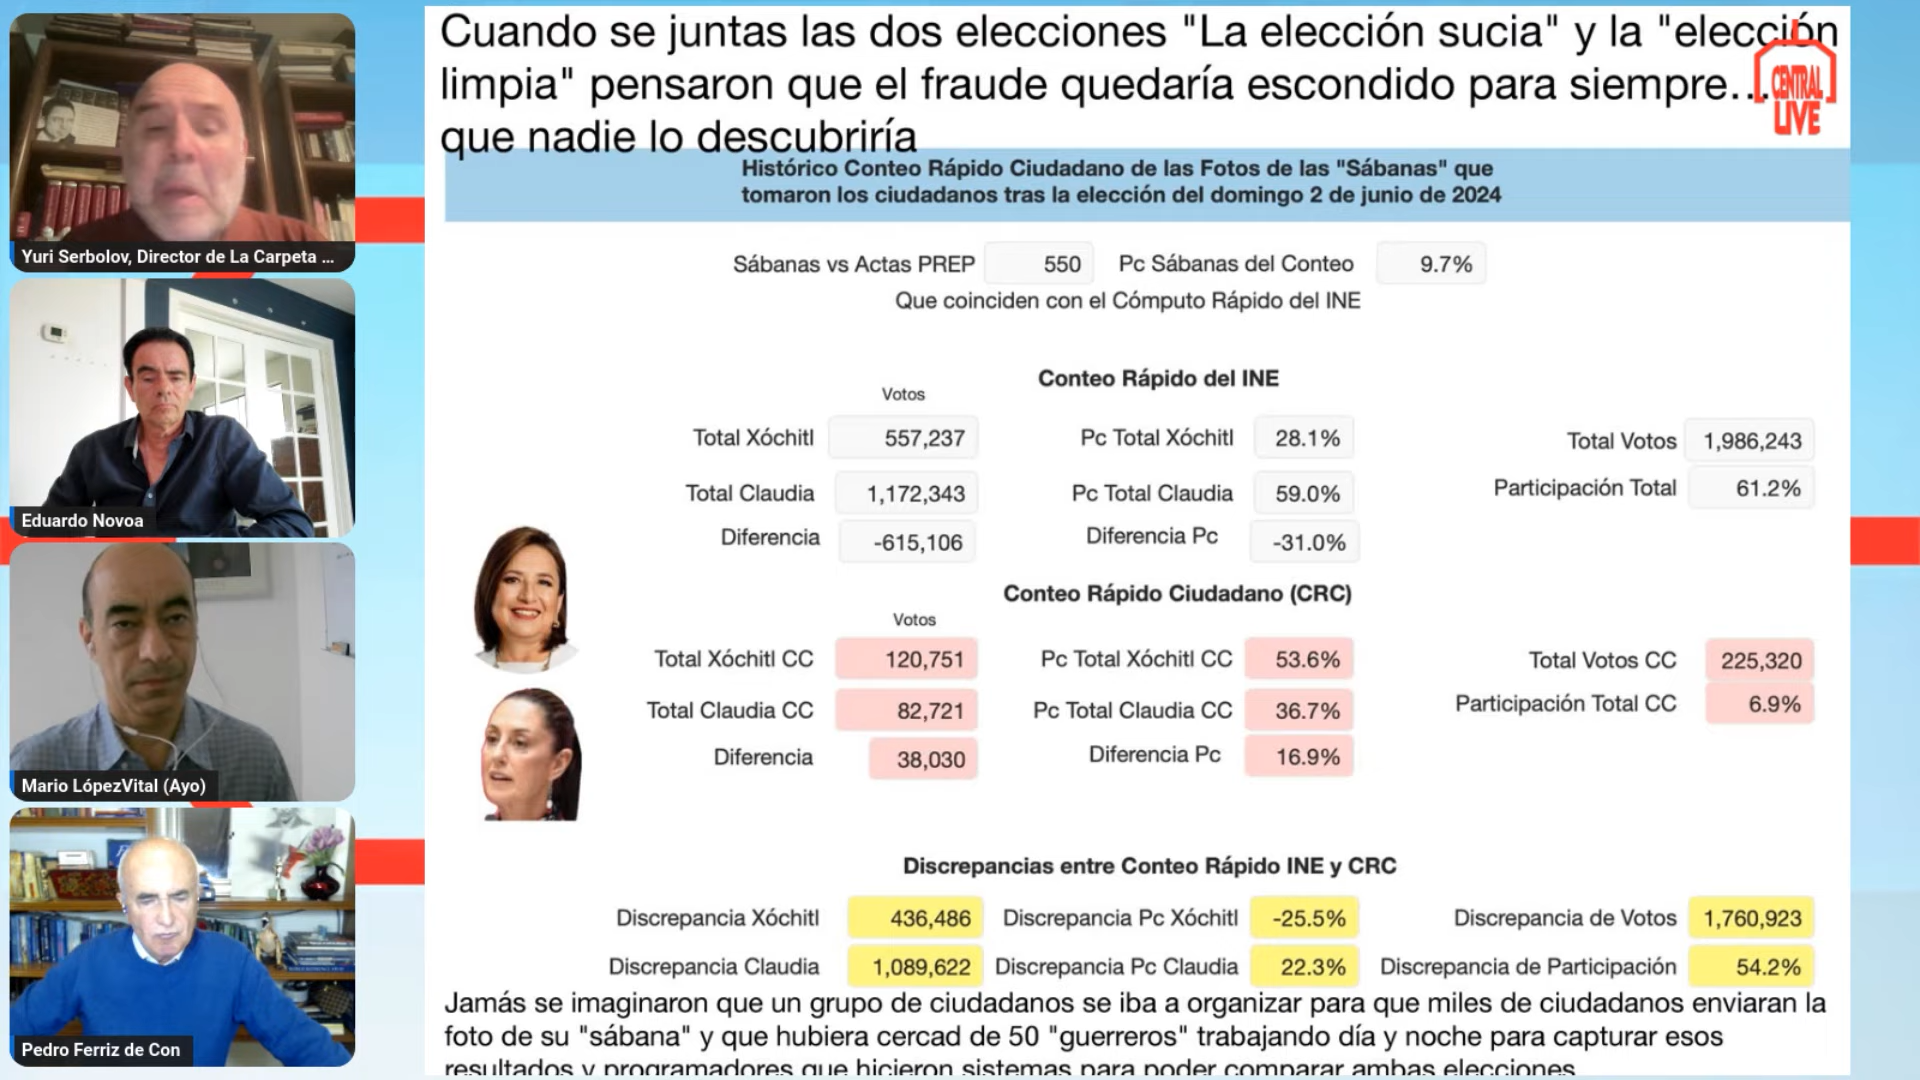 Cuando se juntas las dos elecciones "La elección sucia" y la "elección
limpia" pensaron que el fraude quedaría escondido para siempre...
que nadie lo descubriría
CENTRAL
LIVE
Histórico Conteo Rápido Ciudadano de las Fotos de las "Sábanas" que
tomaron los ciudadanos tras la elección del domingo 2 de junio de 2024
Sábanas vs Actas PREP 550 Pc Sábanas del Conteo 9.7%
Que coinciden con el Cómputo Rápido del INE
Conteo Rápido del INE
Votos
Total Xóchitl 557,237 Pc Total Xóchitl 28.1% Total Votos 1,986,243
Total Claudia 1,172,343 Pc Total Claudia 59.0% Participación Total 61.2%
Diferencia -615,106 Diferencia Pc -31.0%
Conteo Rápido Ciudadano (CRC)
Votos
Total Xóchitl CC 120,751 Pc Total Xóchitl CC 53.6% Total Votos CC 225,320
Total Claudia CC 82,721 Pc Total Claudia CC 36.7% Participación Total CC 6.9%
Diferencia 38,030 Diferencia Pc 16.9%
Discrepancias entre Conteo Rápido INE y CRC
Discrepancia Xóchitl 436,486 Discrepancia Pc Xóchitl -25.5% Discrepancia de Votos 1,760,923
Discrepancia Claudia 1,089,622 Discrepancia Pc Claudia 22.3% Discrepancia de Participación 54.2%
Jamás se imaginaron que un grupo de ciudadanos se iba a organizar para que miles de ciudadanos enviaran la
foto de su "sábana" y que hubiera cercad de 50 "guerreros" trabajando día y noche para capturar esos
resultados y programadores que hicieron sistemas para poder comparar ambas elecciones
Yuri Serbolov, Director de La Carpeta ...
Eduardo Novoa
Mario LópezVital (Ayo)
Pedro Ferriz de Con